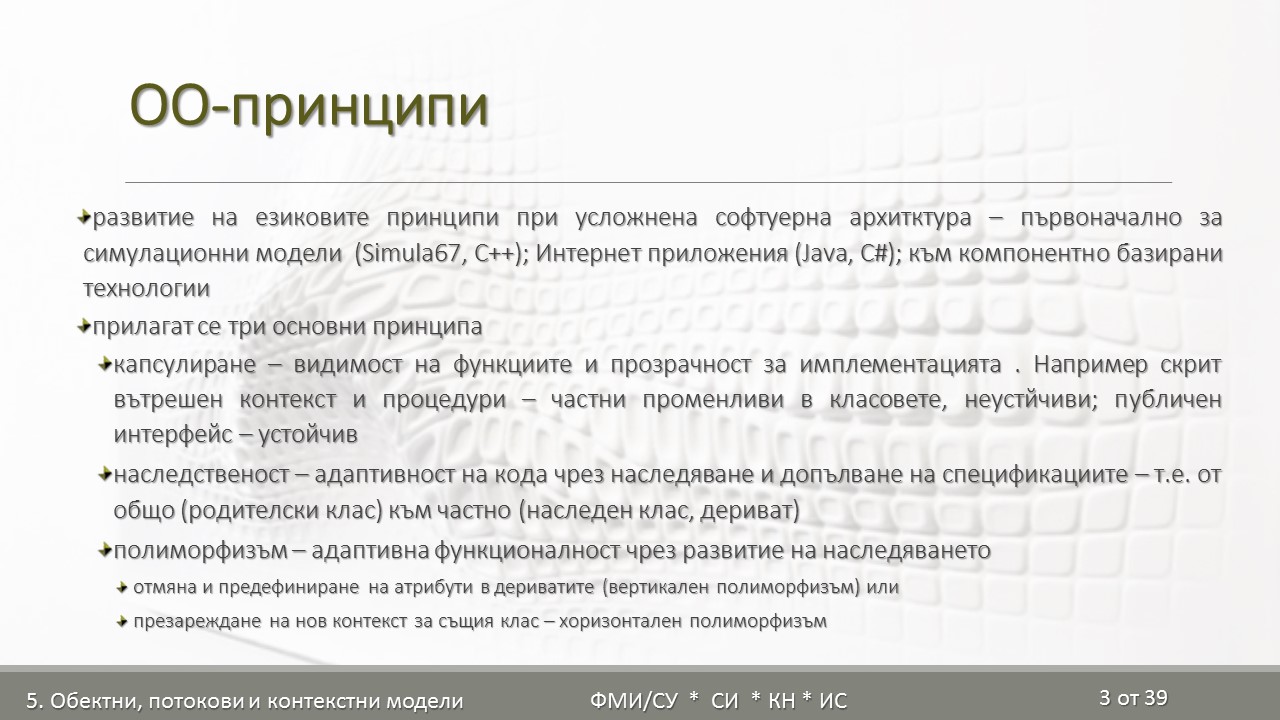 ОО-принципи
развитие на езиковите принципи при усложнена софтуерна архитктура – първоначално за
симулационни модели (Simula67, C++); Интернет приложения (Java, C#); към компонентно базирани
технологии
прилагат се три основни принципа
капсулиране – видимост на функциите и прозрачност за имплементацията . Например скрит
вътрешен контекст и процедури – частни променливи в класовете, неустйчиви; публичен
интерфейс – устойчив
наследственост – адаптивност на кода чрез наследяване и допълване на спецификациите – т.е. от
общо (родителски клас) към частно (наследен клас, дериват)
полиморфизъм – адаптивна функционалност чрез развитие на наследяването
отмяна и предефиниране на атрибути в дериватите (вертикален полиморфизъм) или
презареждане на нов контекст за същия клас – хоризонтален полиморфизъм
5. Обектни, потокови и контекстни модели
ФМИ/СУ * СИ * КН * ИС
3 от 39